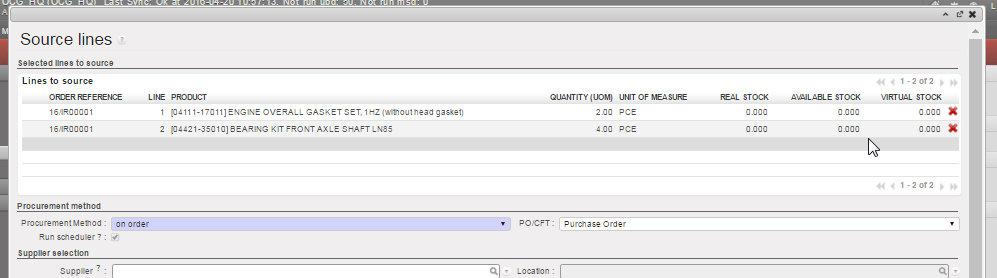 OCG_HQ1OCG_HQ1 Last Sync: Ok at 2016-04-20 10:57:13, Not run upd: 50, Not run msg: 0
L
A
M
Source lines ?
Selected lines to source
Lines to source
1 - 2 of 2
ORDER REFERENCE LINE PRODUCT QUANTITY (UOM) UNIT OF MEASURE REAL STOCK AVAILABLE STOCK VIRTUAL STOCK
16/IR00001 1 [04111-17011] ENGINE OVERALL GASKET SET, 1HZ (without head gasket) 2.00 PCE 0.000 0.000 0.000
16/IR00001 2 [04421-35010] BEARING KIT FRONT AXLE SHAFT LN85 4.00 PCE 0.000 0.000 0.000
1 - 2 of 2
Procurement method
Procurement Method : on order PO/CFT : Purchase Order
Run scheduler ? :
Supplier selection
Supplier ? : Location :